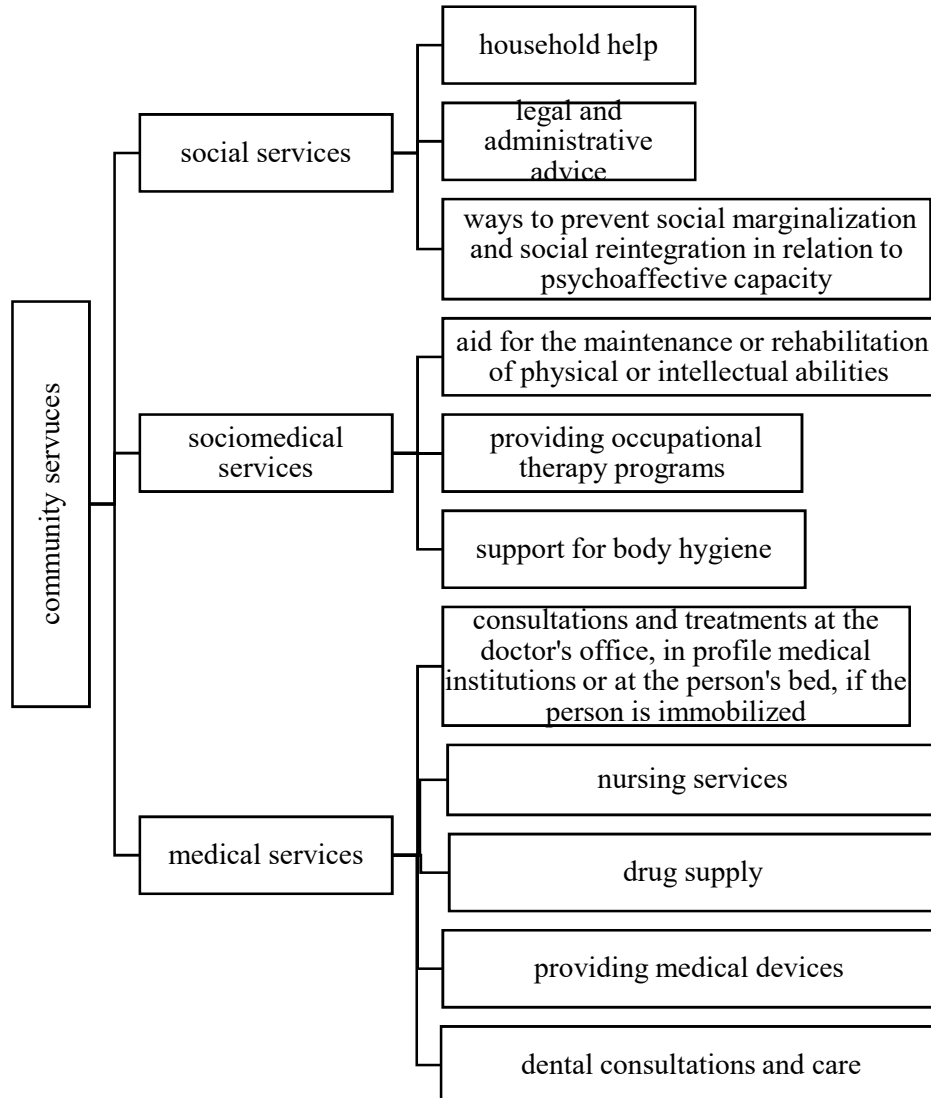 community servuces
social services
household help
legal and
administrative
advice
ways to prevent social marginalization
and social reintegration in relation to
psychoaffective capacity
sociomedical
services
aid for the maintenance or rehabilitation
of physical or intellectual abilities
providing occupational
therapy programs
support for body hygiene
medical services
consultations and treatments at the
doctor's office, in profile medical
institutions or at the person's bed, if the
person is immobilized
nursing services
drug supply
providing medical devices
dental consultations and care